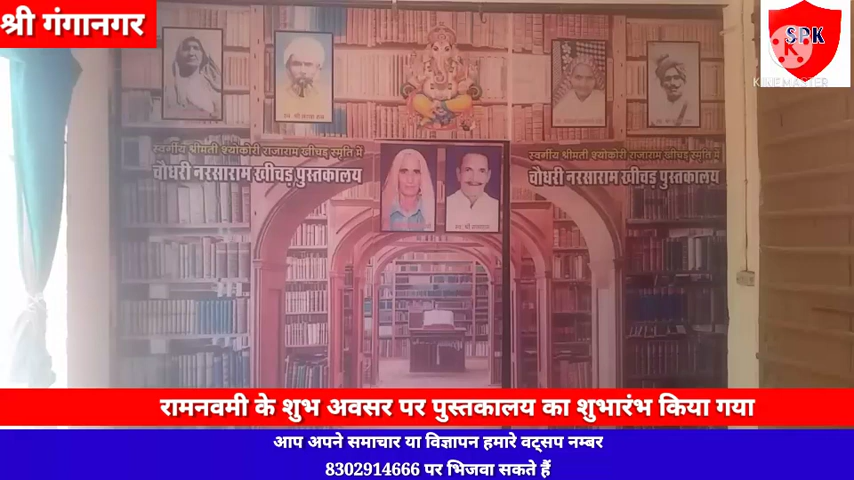 श्री गंगानगर
SPK
KINEMASTER
स्वर्गीय श्रीमती श्योकोरी राजाराम खीचड़ स्मृति में
चौधरी नरसाराम खीचड़ पुस्तकालय
स्वर्गीय श्रीमती श्योकोरी राजाराम खीचड़ स्मृति में
चौधरी नरसाराम खीचड़ पुस्तकालय
रामनवमी के शुभ अवसर पर पुस्तकालय का शुभारंभ किया गया
आप अपने समाचार या विज्ञापन हमारे वट्सप नम्बर
8302914666 पर भिजवा सकते हैं